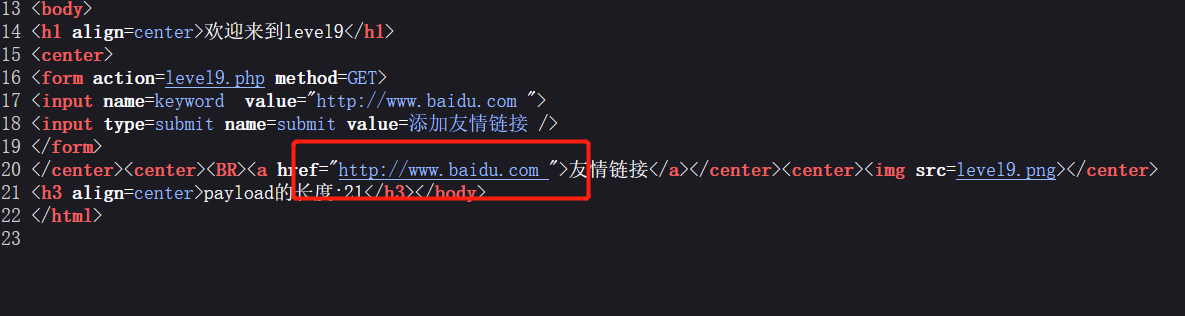 13 <body>
14 <h1 align=center>欢迎来到level9</h1>
15 <center>
16 <form action=level9.php method=GET>
17 <input name=keyword  value="http://www.baidu.com ">
18 <input type=submit name=submit value=添加友情链接 />
19 </form>
20 </center><center><BR><a href="http://www.baidu.com ">友情链接</a></center><center><img src=level9.png></center>
21 <h3 align=center>payload的长度:21</h3></body>
22 </html>
23